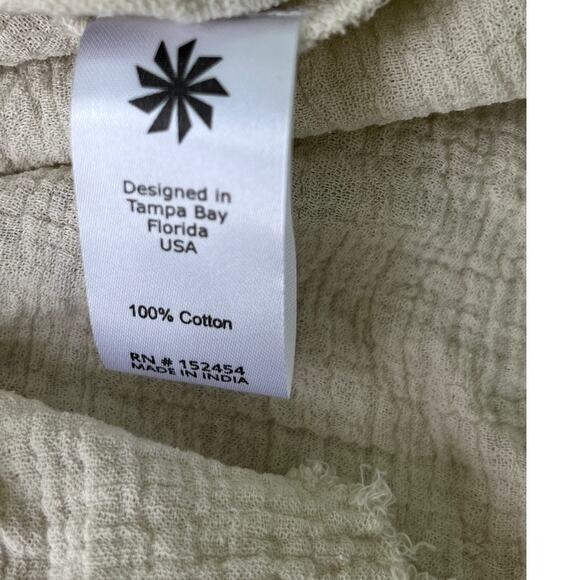 Designed in
Tampa Bay
Florida
USA
100% Cotton
RN # 152454
MADE IN INDIA